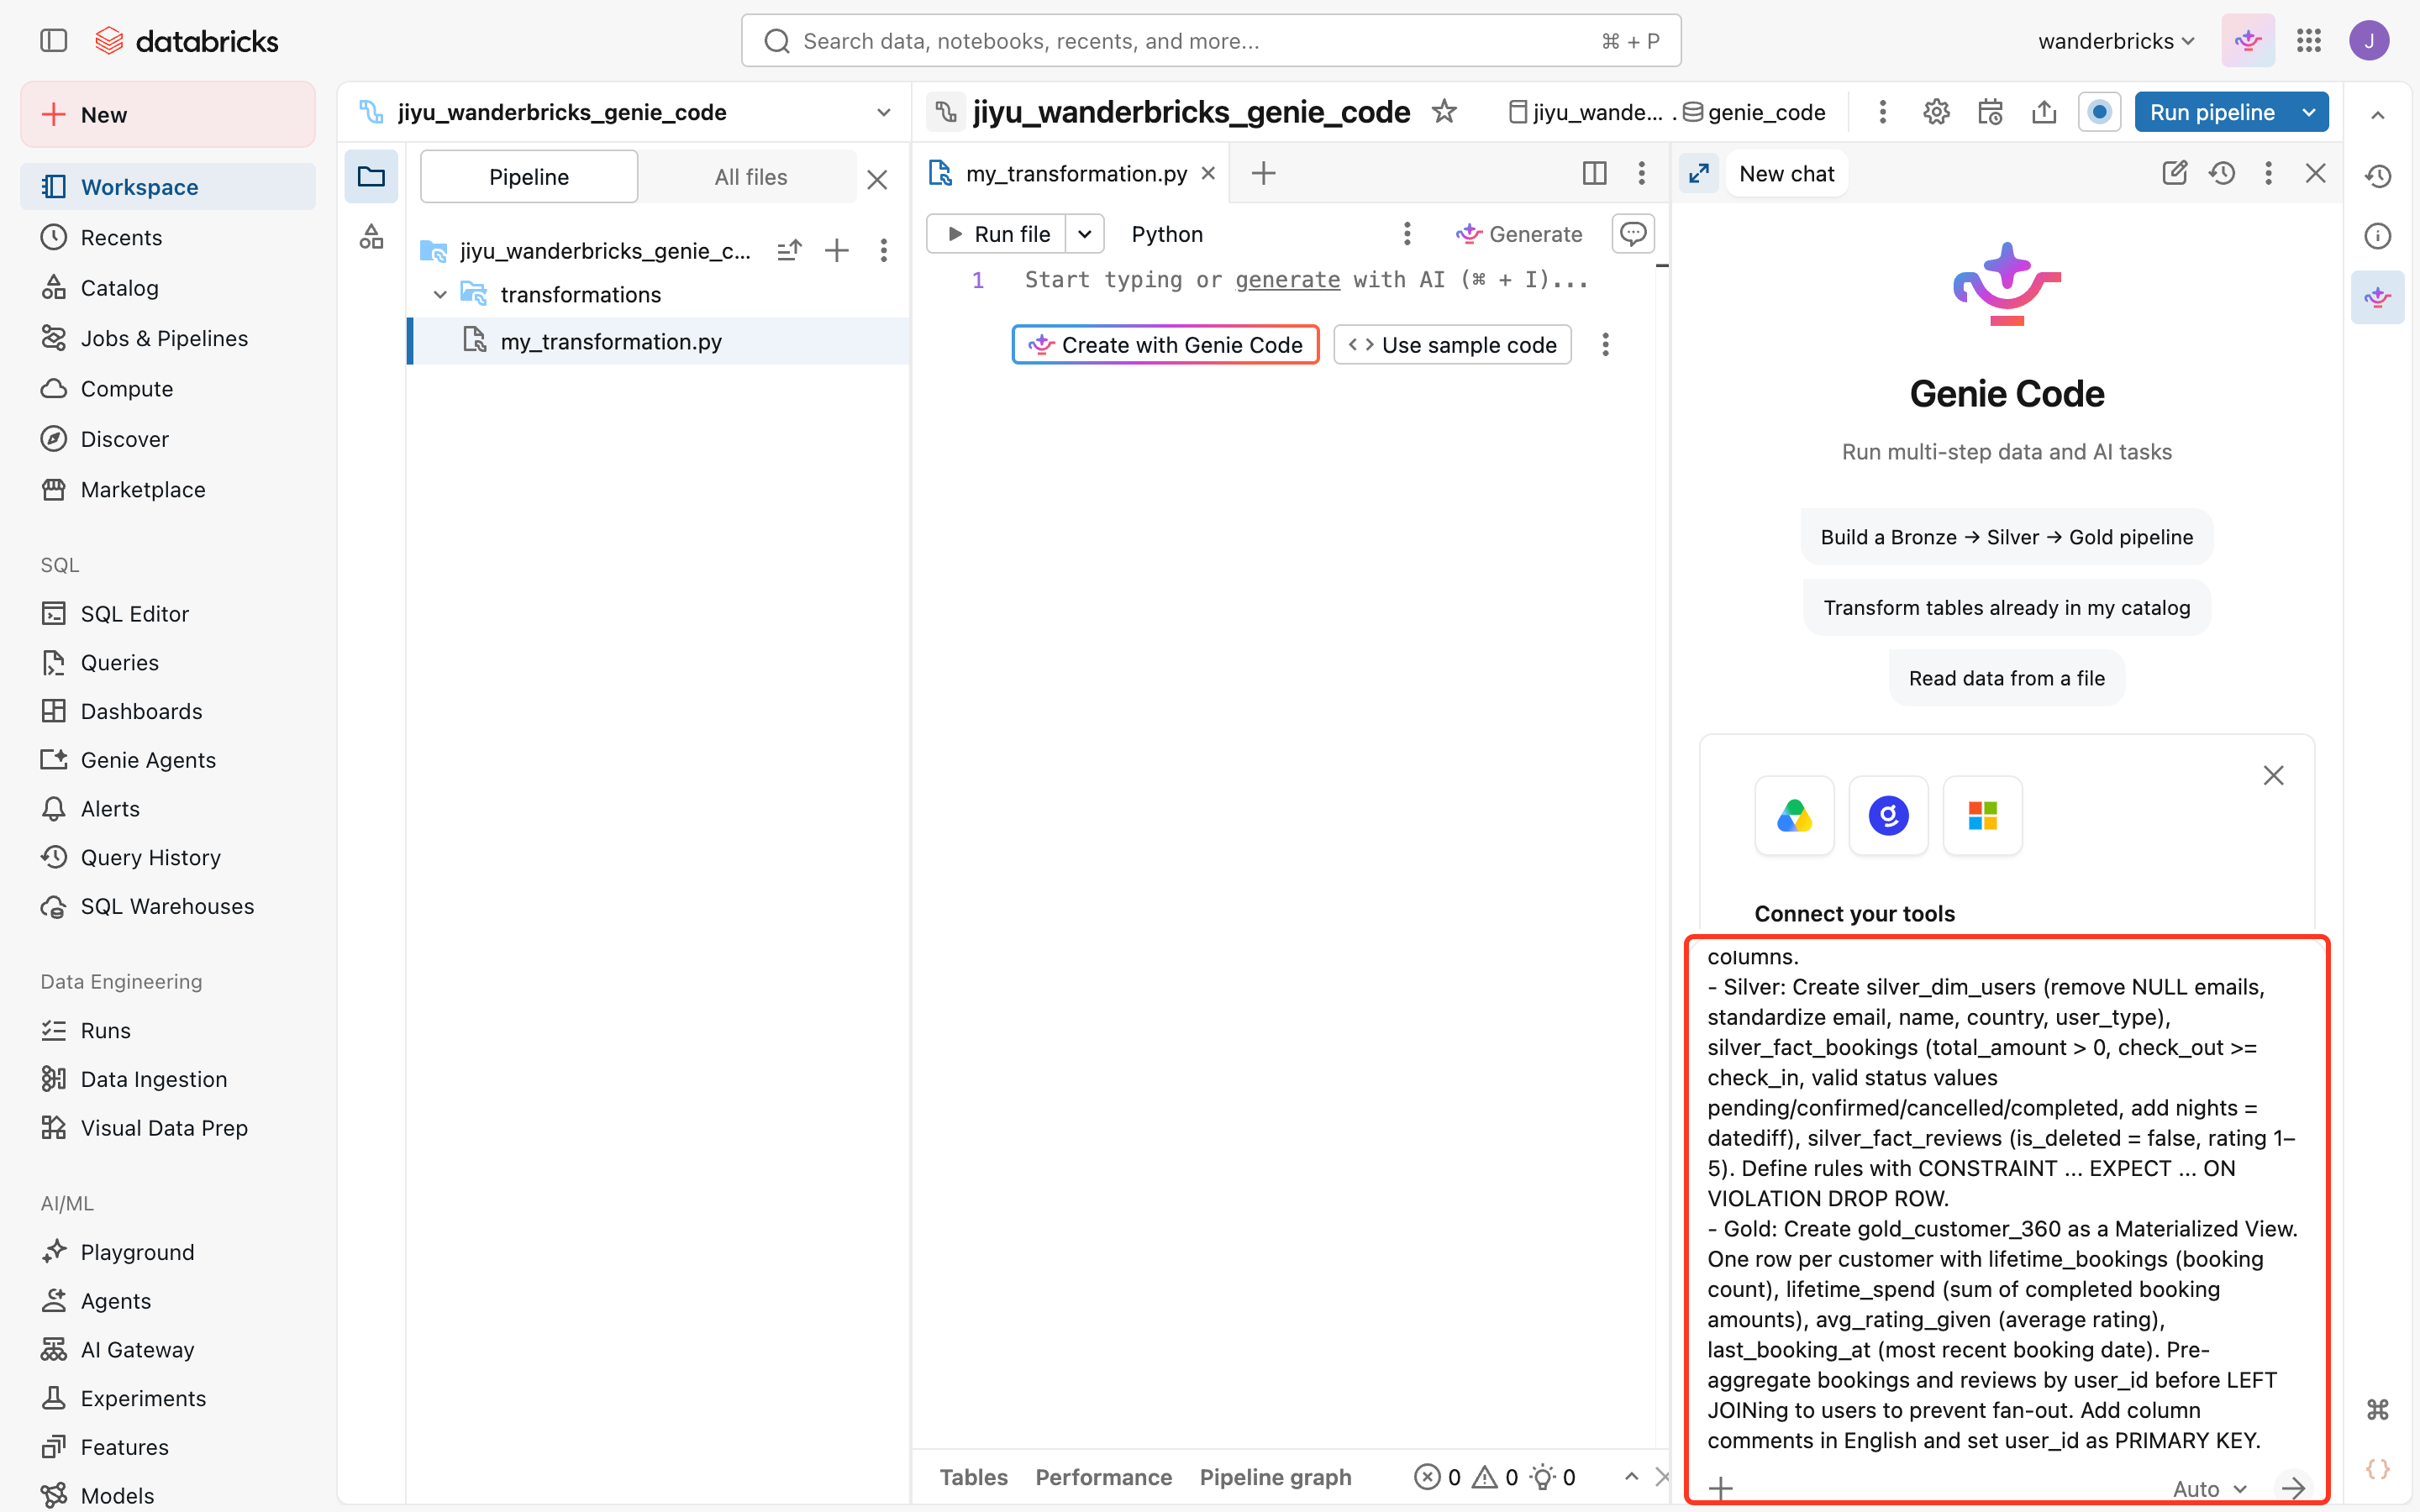 databricks
Search data, notebooks, recents, and more...
⌘ + P
wanderbricks
J
New
Workspace
Recents
Catalog
Jobs & Pipelines
Compute
Discover
Marketplace
SQL
SQL Editor
Queries
Dashboards
Genie Agents
Alerts
Query History
SQL Warehouses
Data Engineering
Runs
Data Ingestion
Visual Data Prep
AI/ML
Playground
Agents
AI Gateway
Experiments
Features
Models
jiyu_wanderbricks_genie_code
Pipeline
All files
jiyu_wanderbricks_genie_c...
transformations
my_transformation.py
jiyu_wanderbricks_genie_code
jiyu_wande... . genie_code
Run pipeline
my_transformation.py
Run file
Python
Generate
1 Start typing or generate with AI (⌘ + I)...
Create with Genie Code
Use sample code
Tables
Performance
Pipeline graph
0
0
0
New chat
Genie Code
Run multi-step data and AI tasks
Build a Bronze → Silver → Gold pipeline
Transform tables already in my catalog
Read data from a file
Connect your tools
columns.
- Silver: Create silver_dim_users (remove NULL emails,
standardize email, name, country, user_type),
silver_fact_bookings (total_amount > 0, check_out >=
check_in, valid status values
pending/confirmed/cancelled/completed, add nights =
datediff), silver_fact_reviews (is_deleted = false, rating 1–
5). Define rules with CONSTRAINT ... EXPECT ... ON
VIOLATION DROP ROW.
- Gold: Create gold_customer_360 as a Materialized View.
One row per customer with lifetime_bookings (booking
count), lifetime_spend (sum of completed booking
amounts), avg_rating_given (average rating),
last_booking_at (most recent booking date). Pre-
aggregate bookings and reviews by user_id before LEFT
JOINing to users to prevent fan-out. Add column
comments in English and set user_id as PRIMARY KEY.
Auto